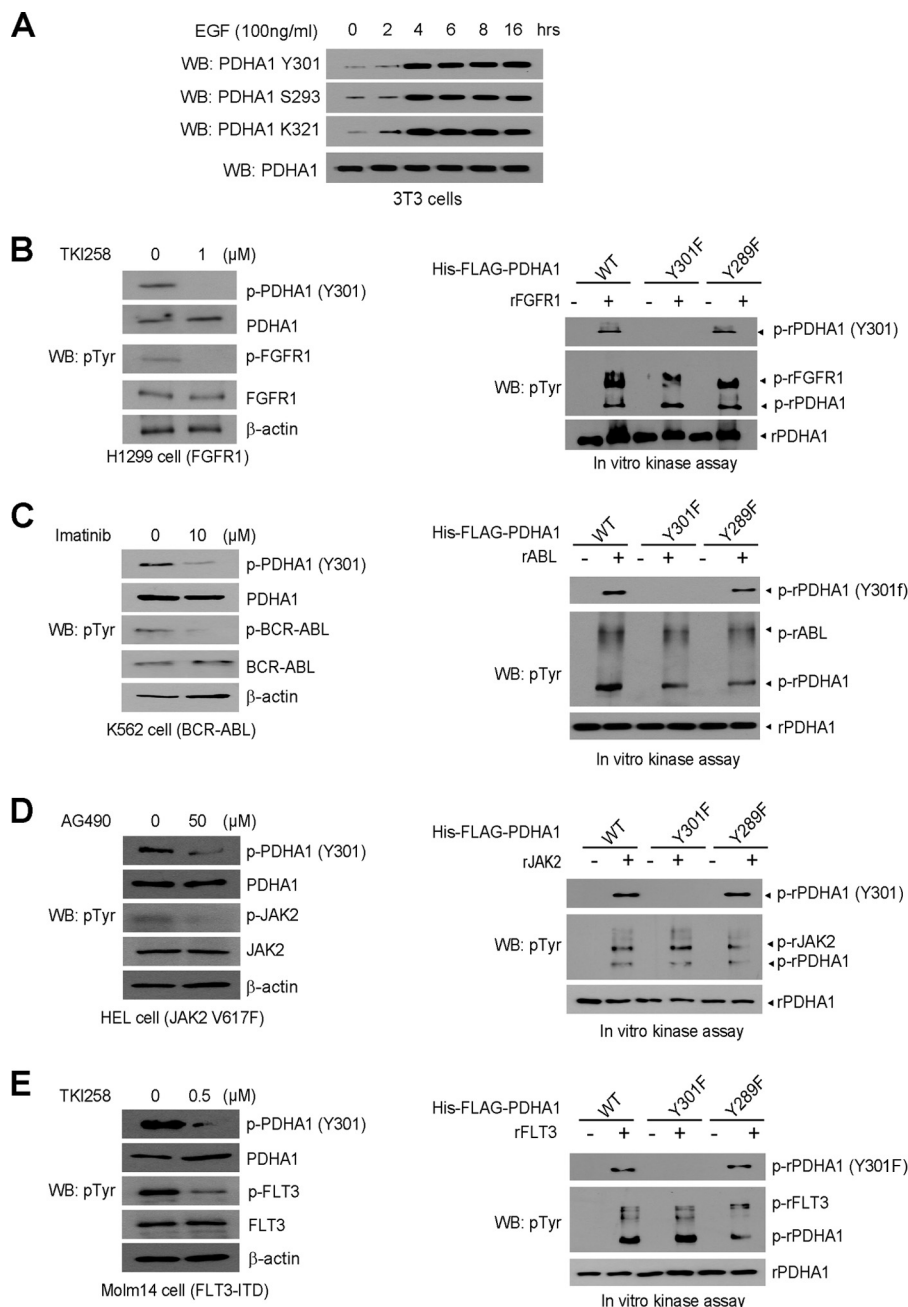 A
EGF (100ng/ml) 0 2 4 6 8 16 hrs
WB: PDHA1 Y301
WB: PDHA1 S293
WB: PDHA1 K321
WB: PDHA1
3T3 cells
B
TKI258 0 1 (μM)
p-PDHA1 (Y301)
PDHA1
WB: pTyr p-FGFR1
FGFR1
β-actin
H1299 cell (FGFR1)
His-FLAG-PDHA1 WT Y301F Y289F
rFGFR1 - + - + - +
p-rPDHA1 (Y301)
WB: pTyr
p-rFGFR1
p-rPDHA1
rPDHA1
In vitro kinase assay
C
Imatinib 0 10 (μM)
p-PDHA1 (Y301)
PDHA1
WB: pTyr p-BCR-ABL
BCR-ABL
β-actin
K562 cell (BCR-ABL)
His-FLAG-PDHA1 WT Y301F Y289F
rABL - + - + - +
p-rPDHA1 (Y301f)
p-rABL
WB: pTyr
p-rPDHA1
rPDHA1
In vitro kinase assay
D
AG490 0 50 (μM)
p-PDHA1 (Y301)
PDHA1
WB: pTyr p-JAK2
JAK2
β-actin
HEL cell (JAK2 V617F)
His-FLAG-PDHA1 WT Y301F Y289F
rJAK2 - + - + - +
p-rPDHA1 (Y301)
WB: pTyr
p-rJAK2
p-rPDHA1
rPDHA1
In vitro kinase assay
E
TKI258 0 0.5 (μM)
p-PDHA1 (Y301)
PDHA1
WB: pTyr p-FLT3
FLT3
β-actin
Molm14 cell (FLT3-ITD)
His-FLAG-PDHA1 WT Y301F Y289F
rFLT3 - + - + - +
p-rPDHA1 (Y301F)
p-rFLT3
WB: pTyr
p-rPDHA1
rPDHA1
In vitro kinase assay